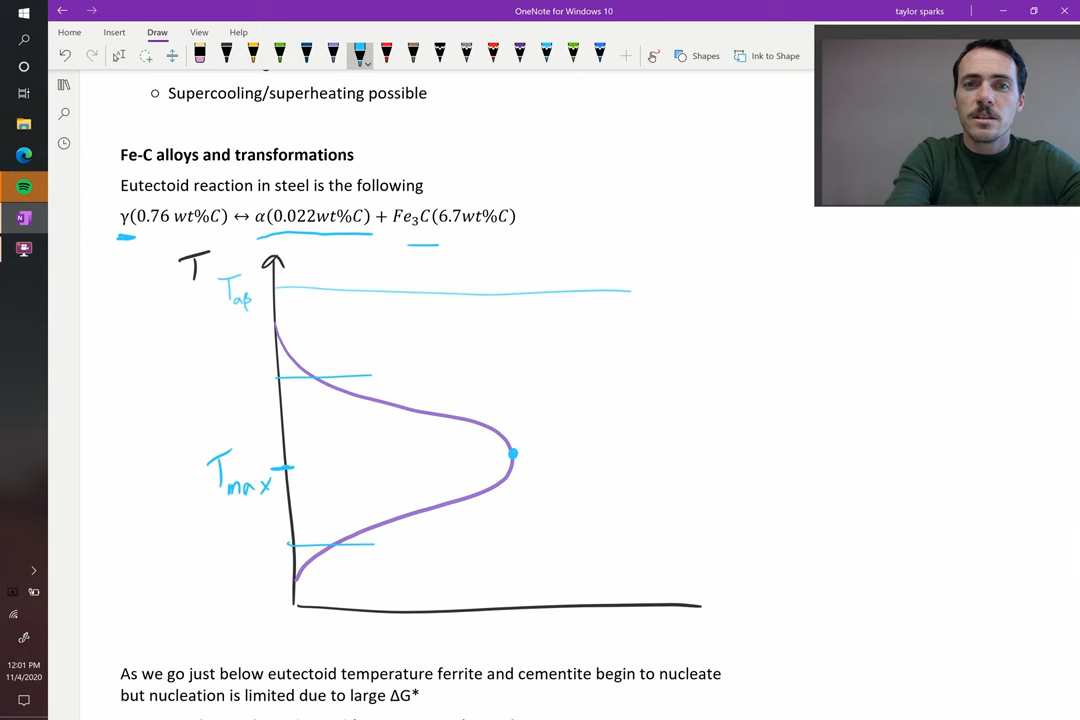 OneNote for Windows 10
taylor sparks
Home
Insert
Draw
View
Help
Shapes
Ink to Shape
Supercooling/superheating possible
Fe-C alloys and transformations
Eutectoid reaction in steel is the following
γ(0.76 wt%C) ↔ α(0.022wt%C) + Fe₃C(6.7wt%C)
T
Tαβ
Tmax
As we go just below eutectoid temperature ferrite and cementite begin to nucleate
but nucleation is limited due to large ΔG*
12:01 PM
11/4/2020